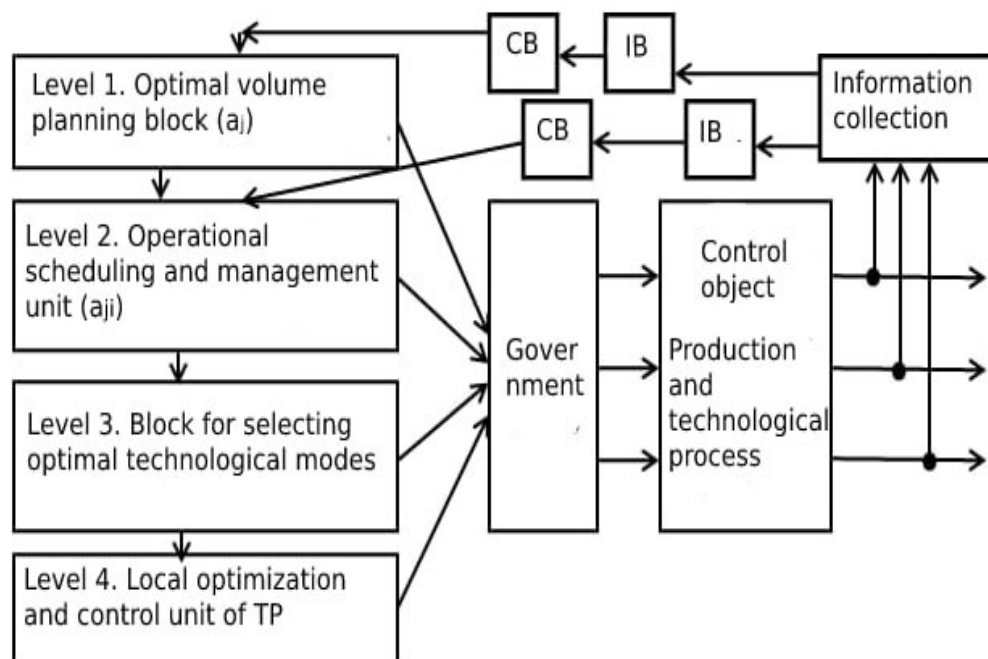 CB
IB
Level 1. Optimal volume
planning block (aj)
Information
collection
CB
IB
Level 2. Operational
scheduling and management
unit (aji)
Control
object
Gover
nment
Production
and
technological
process
Level 3. Block for selecting
optimal technological modes
Level 4. Local optimization
and control unit of TP